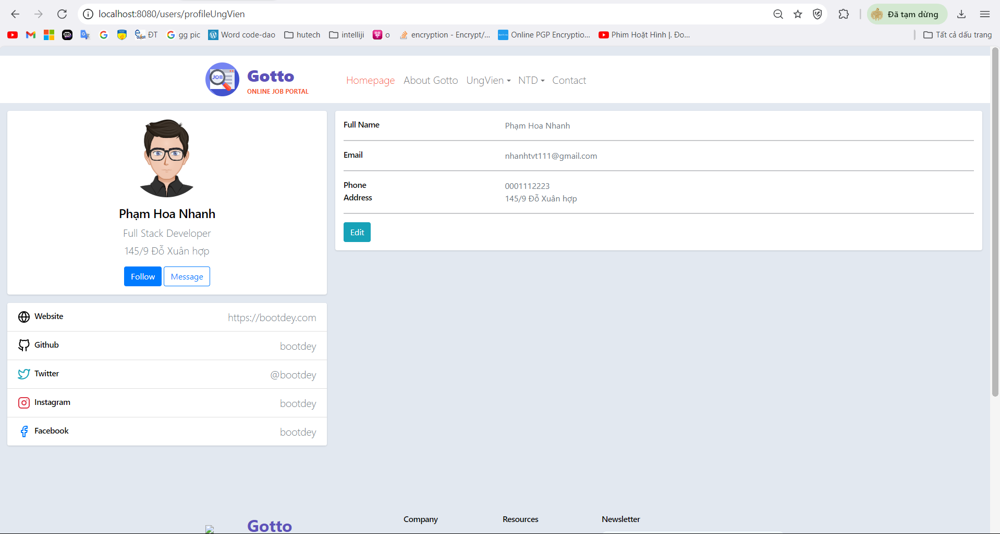 localhost:8080/users/profileUngVien
Đã tạm dừng
ĐT
gg pic
Word code-dao
hutech
intelliji
o
encryption - Encrypt/...
Online PGP Encryptio...
Phim Hoạt Hình |. Đo...
Tất cả dấu trang
JOB
Gotto
ONLINE JOB PORTAL
Homepage
About Gotto
UngVien
NTD
Contact
Phạm Hoa Nhanh
Full Stack Developer
145/9 Đỗ Xuân hợp
Follow
Message
Website
https://bootdey.com
Github
bootdey
Twitter
@bootdey
Instagram
bootdey
Facebook
bootdey
Full Name
Phạm Hoa Nhanh
Email
nhanhtvt111@gmail.com
Phone
0001112223
Address
145/9 Đỗ Xuân hợp
Edit
Gotto
Company
Resources
Newsletter